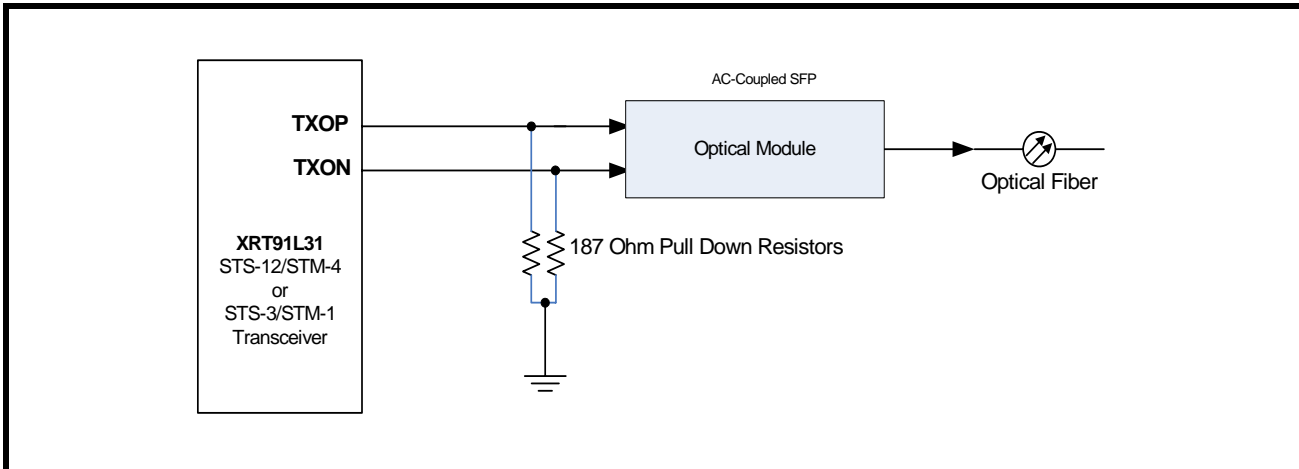 AC-Coupled SFP
TXOP
TXON
Optical Module
Optical Fiber
XRT91L31
STS-12/STM-4
or
STS-3/STM-1
Transceiver
187 Ohm Pull Down Resistors